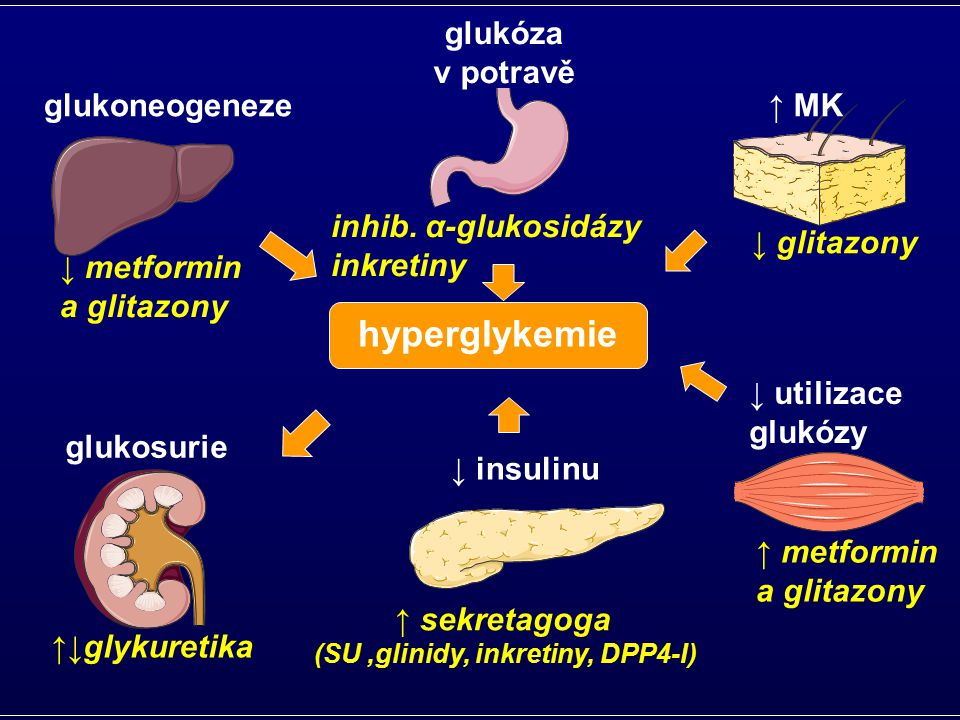 glukóza
v potravě
glukoneogeneze
↑ MK
inhib. α-glukosidázy
inkretiny
↓ glitazony
↓ metformin
a glitazony
hyperglykemie
↓ utilizace
glukózy
glukosurie
↓ insulinu
↑ metformin
a glitazony
↑ sekretagoga
(SU ,glinidy, inkretiny, DPP4-I)
↑↓glykuretika